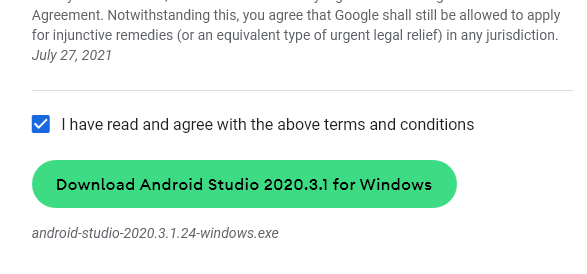 Agreement. Notwithstanding this, you agree that Google shall still be allowed to apply
for injunctive remedies (or an equivalent type of urgent legal relief) in any jurisdiction.
July 27, 2021
I have read and agree with the above terms and conditions
Download Android Studio 2020.3.1 for Windows
android-studio-2020.3.1.24-windows.exe